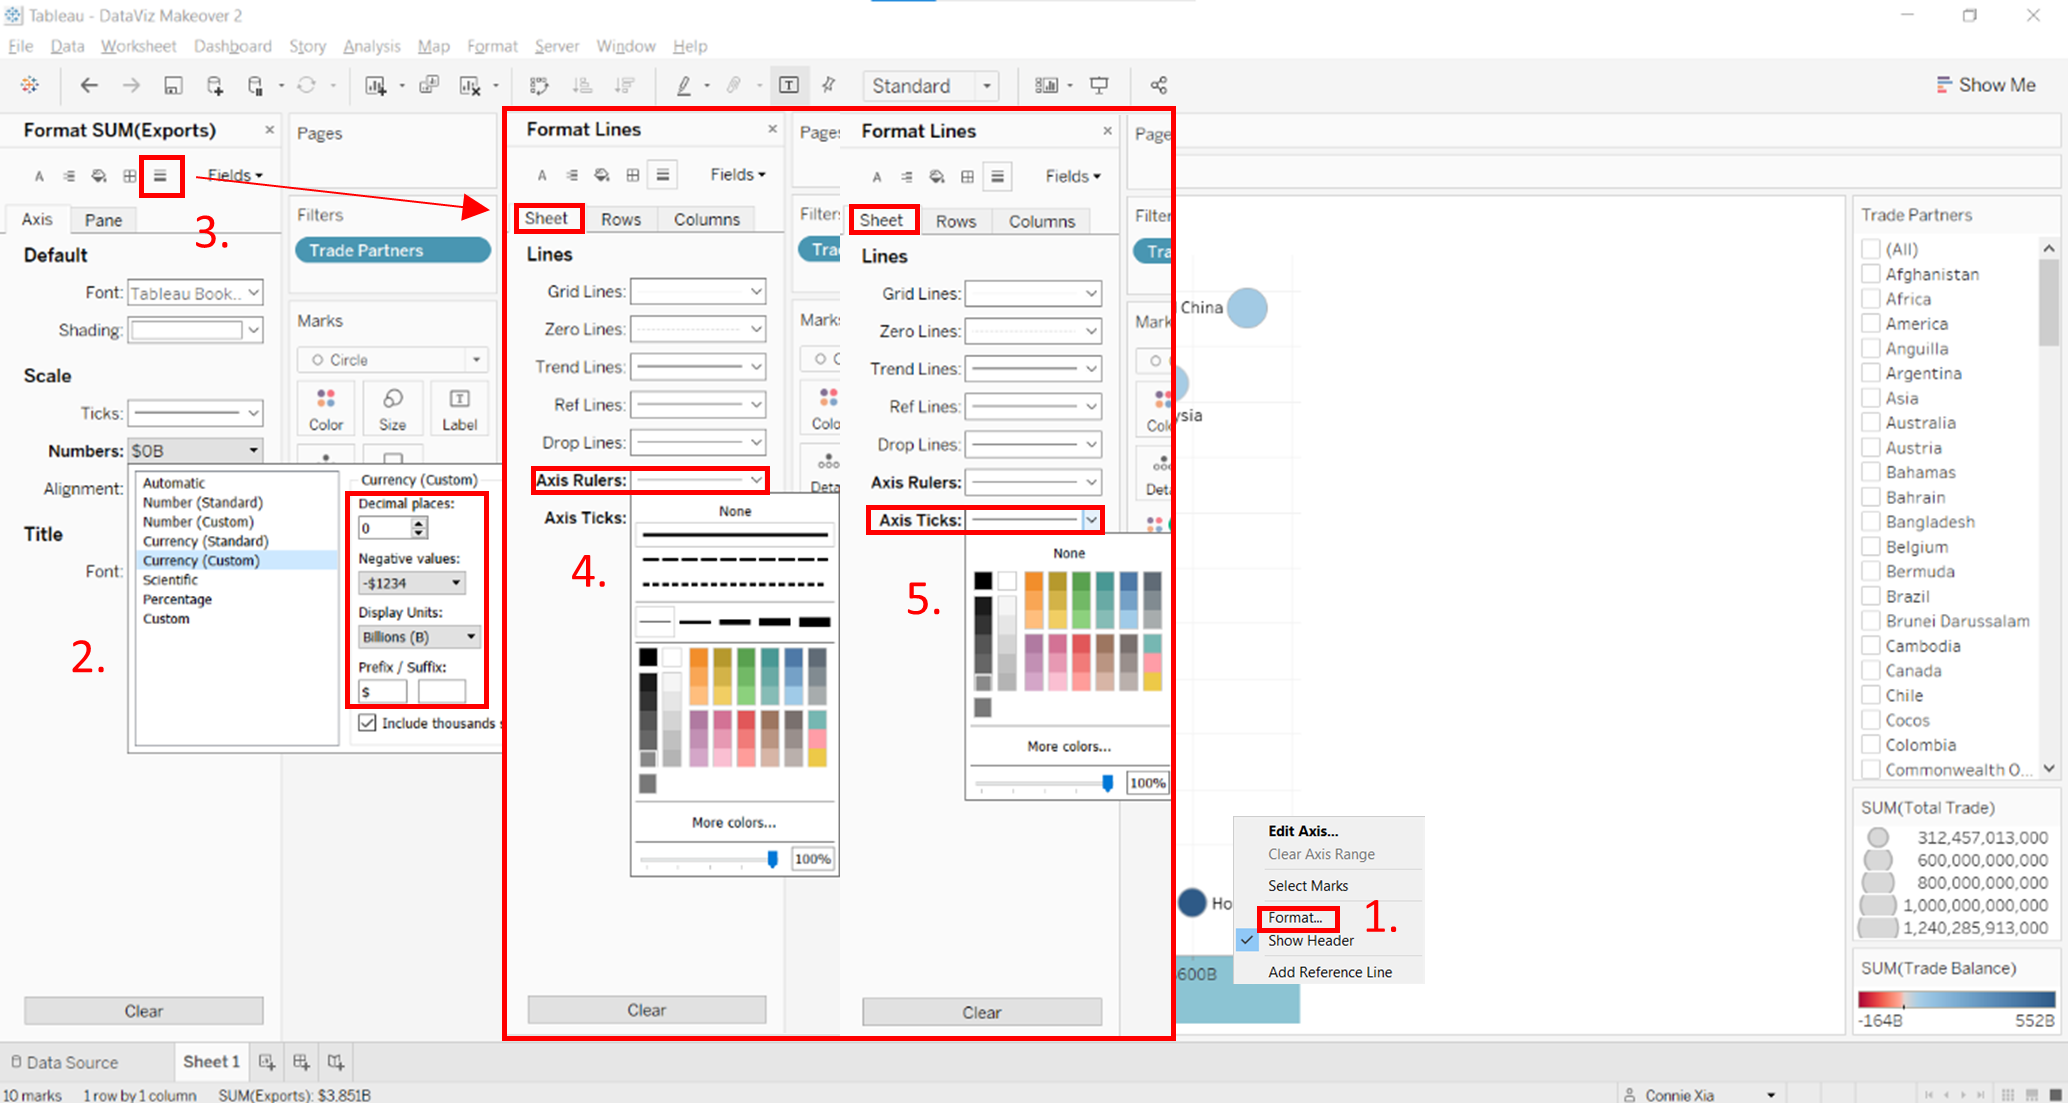 Tableau - DataViz Makeover 2
File Data Worksheet Dashboard Story Analysis Map Format Server Window Help
Standard
Show Me
Format SUM(Exports)
Fields
Axis Pane
3.
Default
Font: Tableau Book..
Shading:
Scale
Ticks:
Numbers: $0B
Alignment:
Title
Font:
Automatic
Number (Standard)
Number (Custom)
Currency (Standard)
Currency (Custom)
Scientific
Percentage
Custom
2.
Currency (Custom)
Decimal places:
0
Negative values:
-$1234
Display Units:
Billions (B)
Prefix / Suffix:
$
Include thousands s
Clear
Pages
Filters
Trade Partners
Marks
Circle
Color Size Label
Format Lines
Fields
Sheet Rows Columns
Lines
Grid Lines:
Zero Lines:
Trend Lines:
Ref Lines:
Drop Lines:
Axis Rulers:
Axis Ticks:
4.
None
More colors...
100%
Clear
Pages
Filters
Tra
Marks
C
Colo
Deta
Format Lines
Fields
Sheet Rows Columns
Lines
Grid Lines:
Zero Lines:
Trend Lines:
Ref Lines:
Drop Lines:
Axis Rulers:
Axis Ticks:
5.
None
More colors...
100%
Clear
Page
Filter
Tra
Mark
Col
Det
China
ysia
Ho
600B
Edit Axis...
Clear Axis Range
Select Marks
Format...
1.
Show Header
Add Reference Line
Trade Partners
(All)
Afghanistan
Africa
America
Anguilla
Argentina
Asia
Australia
Austria
Bahamas
Bahrain
Bangladesh
Belgium
Bermuda
Brazil
Brunei Darussalam
Cambodia
Canada
Chile
Cocos
Colombia
Commonwealth O...
SUM(Total Trade)
312,457,013,000
600,000,000,000
800,000,000,000
1,000,000,000,000
1,240,285,913,000
SUM(Trade Balance)
-164B 552B
Data Source Sheet 1
10 marks 1 row by 1 column SUM(Exports): $3,851B
Connie Xia